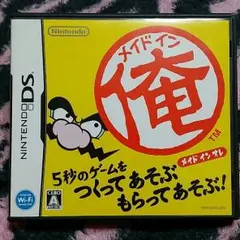 Nintendo
NINTENDO DS
メイド イン
俺
TM
5秒のゲームを
つくって あそぶ
もらって あそぶ!
メイド イン オレ
Wi-Fi
A